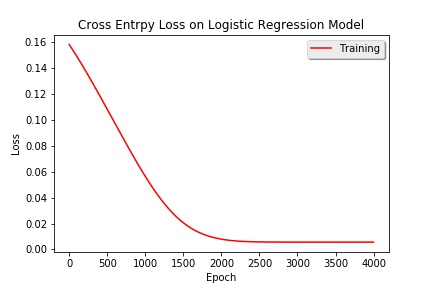 Cross Entrpy Loss on Logistic Regression Model
Training
0.16
0.14
0.12
0.10
0.08
0.06
0.04
0.02
0.00
Loss
0 500 1000 1500 2000 2500 3000 3500 4000
Epoch